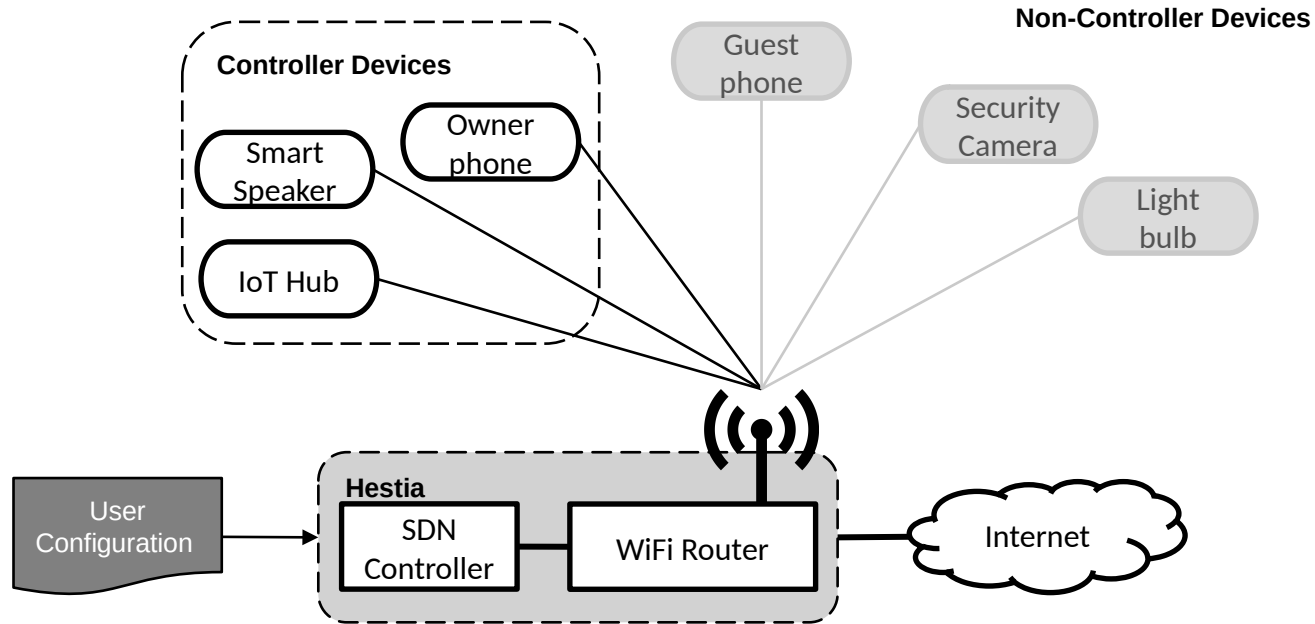 Non-Controller Devices
Controller Devices
Guest
phone
Security
Camera
Owner
phone
Smart
Speaker
Light
bulb
IoT Hub
Hestia
User
Configuration
SDN
Controller
WiFi Router
Internet